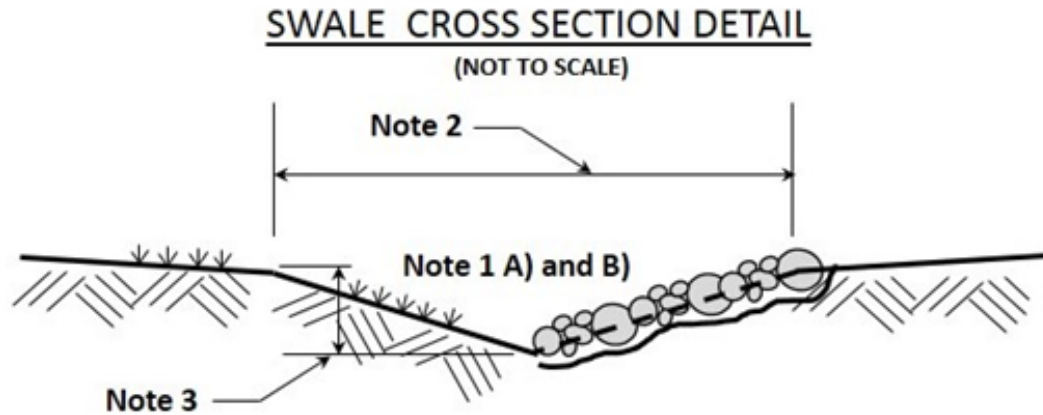 SWALE CROSS SECTION DETAIL
(NOT TO SCALE)
Note 2
Note 1 A) and B)
Note 3